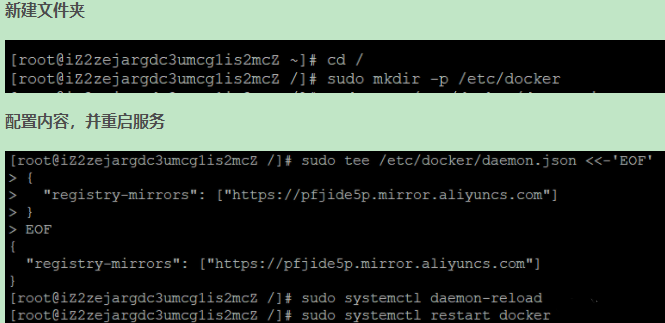 新建文件夹
[root@iZ2zejargdc3umcg1is2mcZ ~]# cd /
[root@iZ2zejargdc3umcg1is2mcZ /]# sudo mkdir -p /etc/docker
配置内容，并重启服务
[root@iZ2zejargdc3umcg1is2mcZ /]# sudo tee /etc/docker/daemon.json <<-'EOF'
> {
>   "registry-mirrors": ["https://pfjide5p.mirror.aliyuncs.com"]
> }
> EOF
{
  "registry-mirrors": ["https://pfjide5p.mirror.aliyuncs.com"]
}
[root@iZ2zejargdc3umcg1is2mcZ /]# sudo systemctl daemon-reload
[root@iZ2zejargdc3umcg1is2mcZ /]# sudo systemctl restart docker